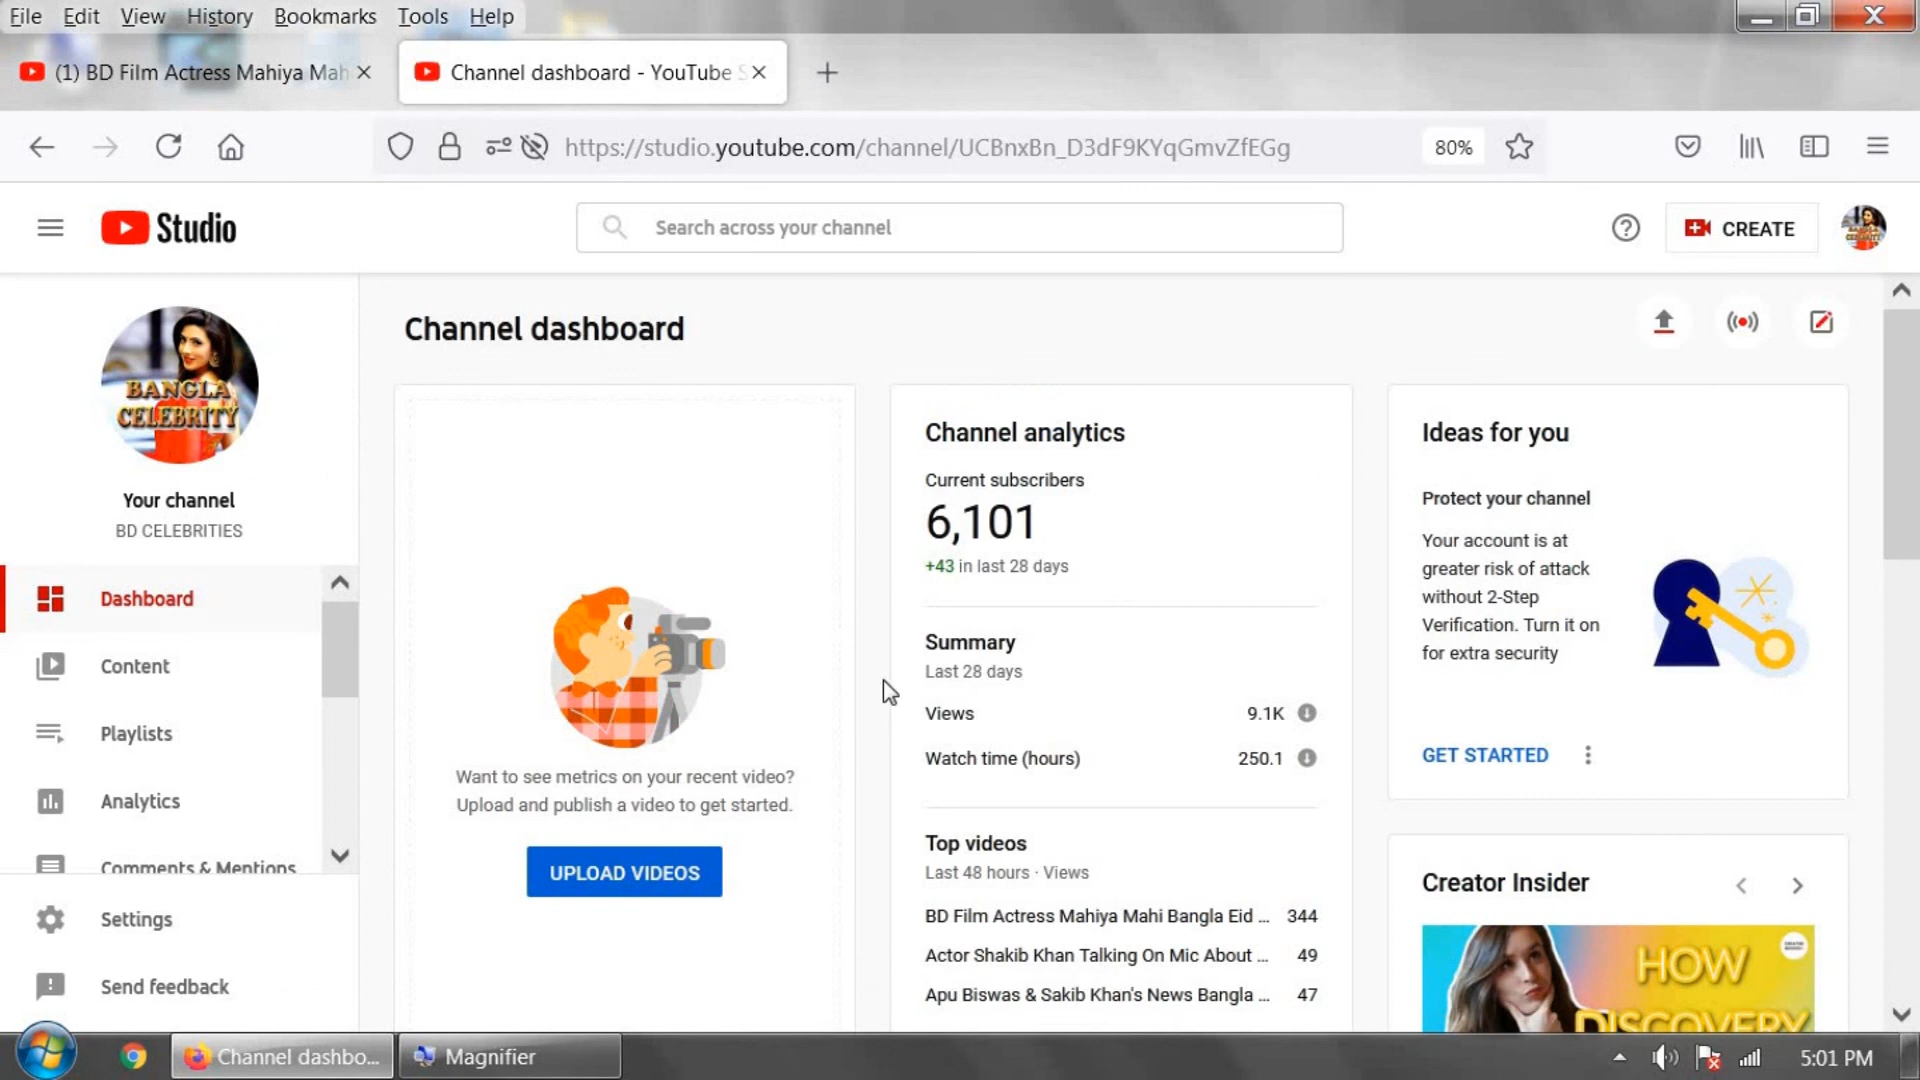 File Edit View History Bookmarks Tools Help
(1) BD Film Actress Mahiya Mah
Channel dashboard - YouTube S
https://studio.youtube.com/channel/UCBnxBn_D3dF9KYqGmvZfEGg
80%
Studio
Search across your channel
CREATE
BANGLA
CELEBRITY
Your channel
BD CELEBRITIES
Dashboard
Content
Playlists
Analytics
Comments & Mentions
Settings
Send feedback
Channel dashboard
Want to see metrics on your recent video?
Upload and publish a video to get started.
UPLOAD VIDEOS
Channel analytics
Current subscribers
6,101
+43 in last 28 days
Summary
Last 28 days
Views 9.1K
Watch time (hours) 250.1
Top videos
Last 48 hours · Views
BD Film Actress Mahiya Mahi Bangla Eid ... 344
Actor Shakib Khan Talking On Mic About ... 49
Apu Biswas & Sakib Khan's News Bangla ... 47
Ideas for you
Protect your channel
Your account is at
greater risk of attack
without 2-Step
Verification. Turn it on
for extra security
GET STARTED
Creator Insider
HOW
DISCOVERY
Channel dashbo...
Magnifier
5:01 PM